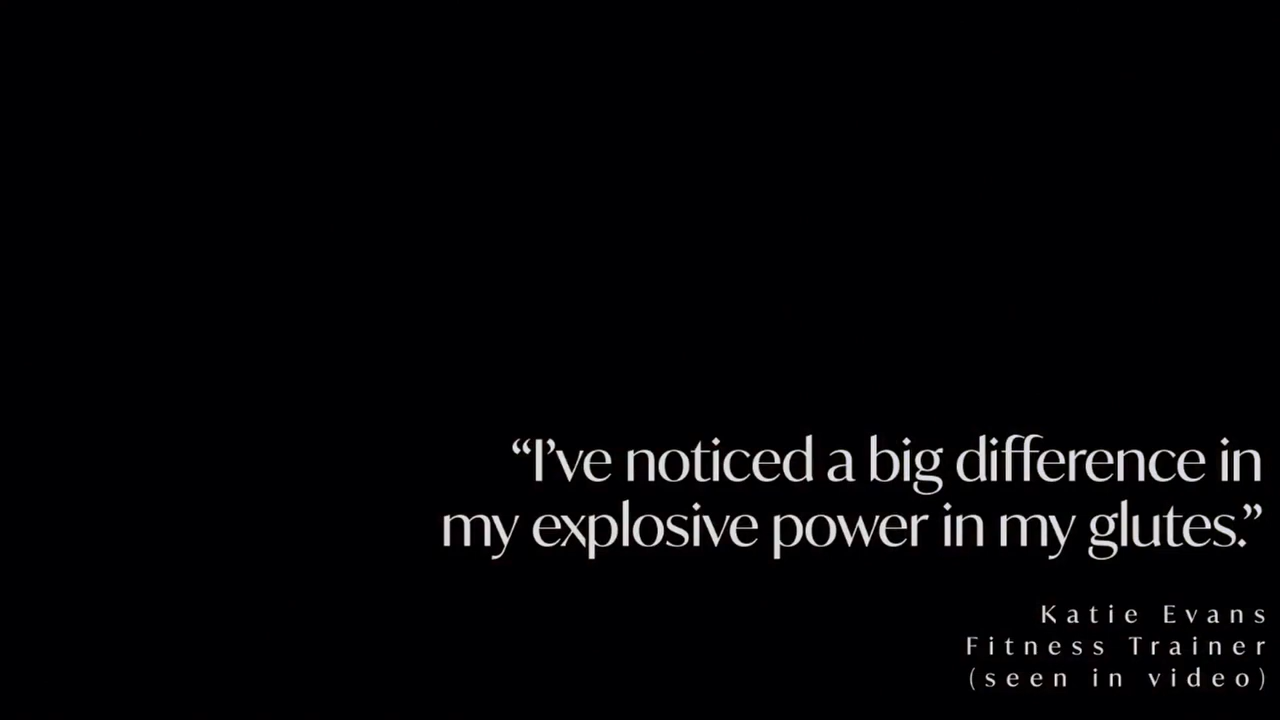 “I’ve noticed a big difference in
my explosive power in my glutes.”
Katie Evans
Fitness Trainer
(seen in video)